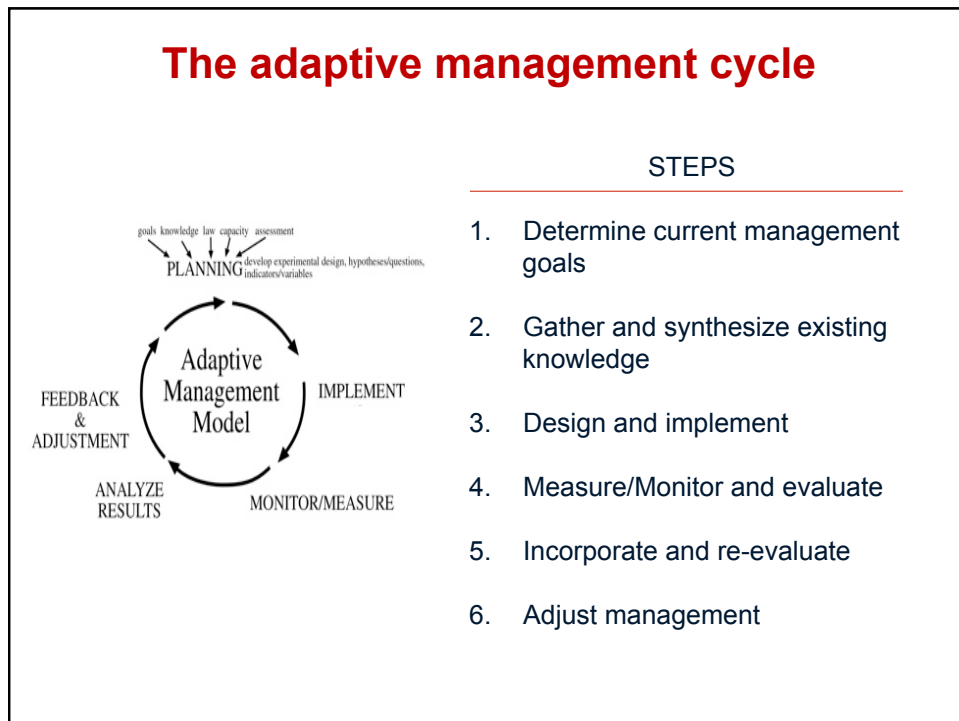 The adaptive management cycle
goals knowledge law capacity assessment
PLANNING
develop experimental design, hypotheses/questions,
indicators/variables
Adaptive
Management
Model
IMPLEMENT
MONITOR/MEASURE
ANALYZE
RESULTS
FEEDBACK
&
ADJUSTMENT
STEPS
1. Determine current management
goals
2. Gather and synthesize existing
knowledge
3. Design and implement
4. Measure/Monitor and evaluate
5. Incorporate and re-evaluate
6. Adjust management